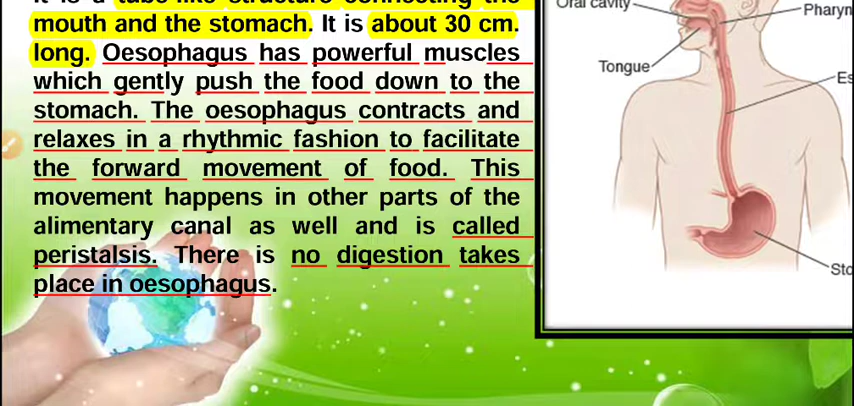 mouth and the stomach. It is about 30 cm.
long. Oesophagus has powerful muscles
which gently push the food down to the
stomach. The oesophagus contracts and
relaxes in a rhythmic fashion to facilitate
the forward movement of food. This
movement happens in other parts of the
alimentary canal as well and is called
peristalsis. There is no digestion takes
place in oesophagus.
Oral cavity
Pharyn
Tongue
Es
Sto